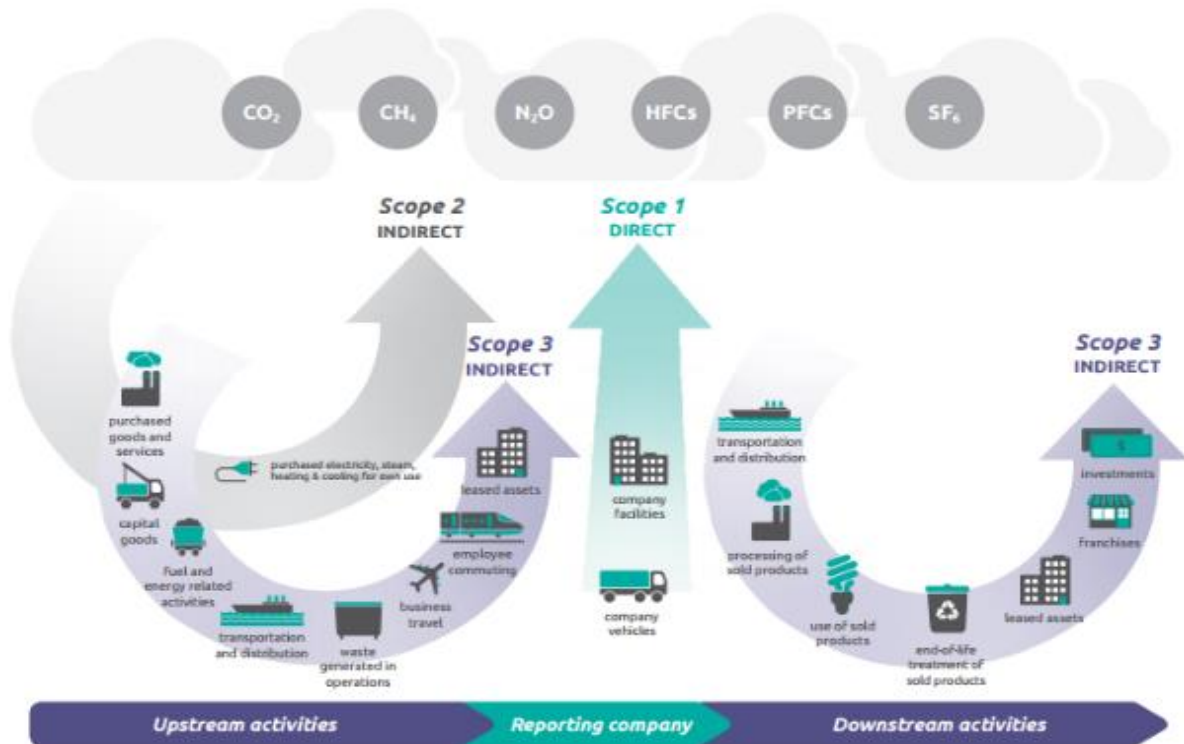 CO₂ CH₄ N₂O HFCs PFCs SF₆
Scope 2
INDIRECT
Scope 1
DIRECT
Scope 3
INDIRECT
Scope 3
INDIRECT
purchased
goods and
services
capital
goods
fuel and
energy related
activities
transportation
and distribution
waste
generated in
operations
business
travel
employee
commuting
leased assets
purchased electricity, steam,
heating & cooling for own use
company
facilities
company
vehicles
transportation
and distribution
processing of
sold products
use of sold
products
end-of-life
treatment of
sold products
leased assets
franchises
investments
$
Upstream activities
Reporting company
Downstream activities